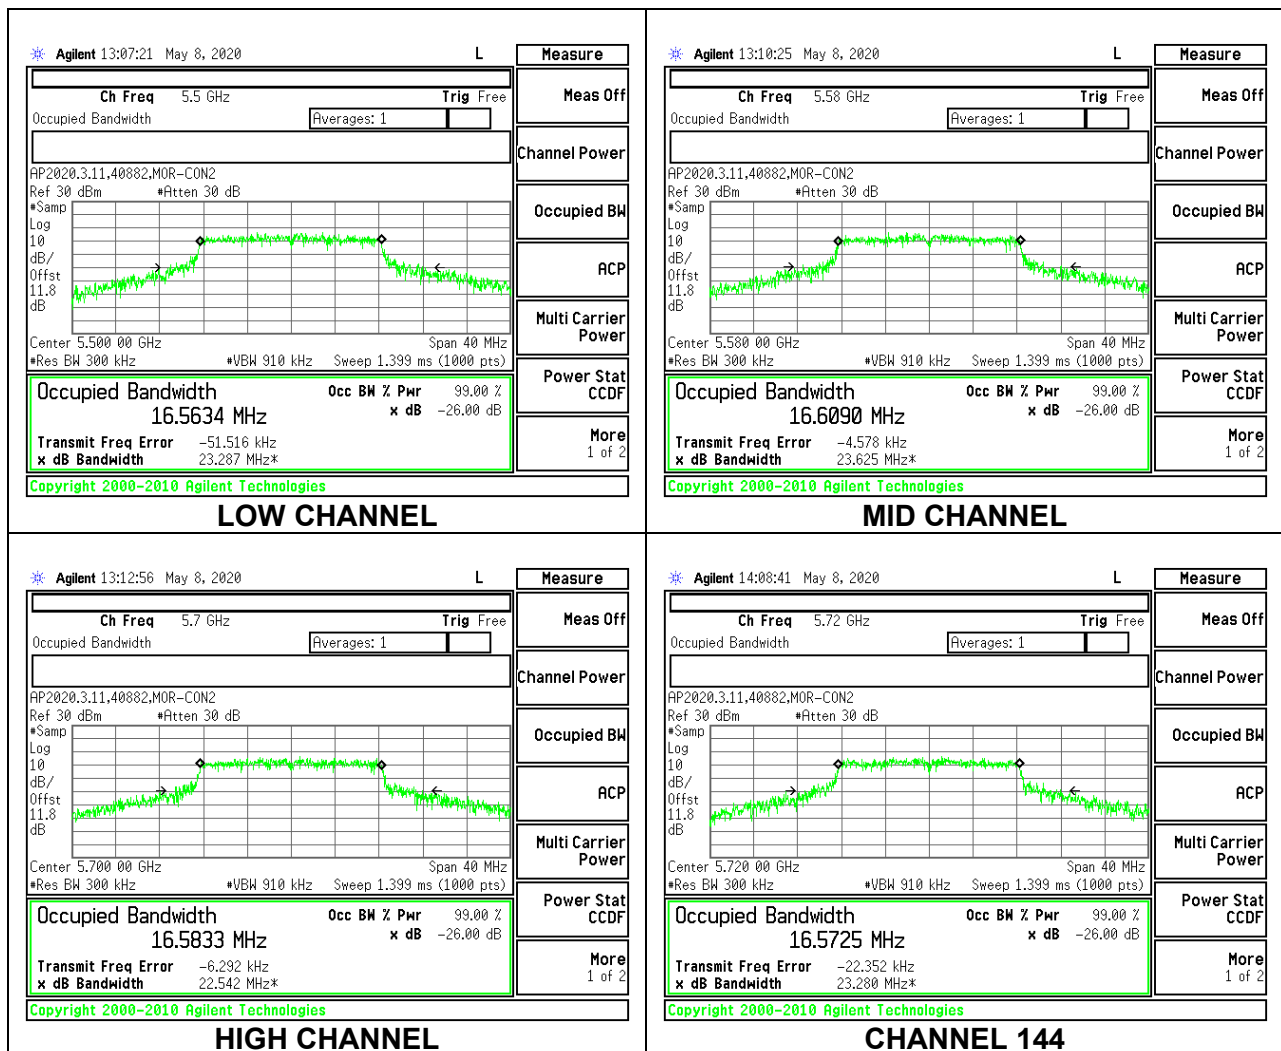 Agilent 13:07:21 May 8, 2020 L Measure
Ch Freq 5.5 GHz Trig Free Meas Off
Occupied Bandwidth Averages: 1
Channel Power
AP2020.3.11,40882,MOR-CON2
Ref 30 dBm #Atten 30 dB
#Samp Occupied BW
Log
10
dB/ ACP
Offst
11.8
dB Multi Carrier
Power
Center 5.500 00 GHz Span 40 MHz
#Res BW 300 kHz #VBW 910 kHz Sweep 1.399 ms (1000 pts)
Power Stat
CCDF
Occupied Bandwidth Occ BW % Pwr 99.00 %
16.5634 MHz x dB -26.00 dB
More
1 of 2
Transmit Freq Error -51.516 kHz
x dB Bandwidth 23.287 MHz*
Copyright 2000-2010 Agilent Technologies
LOW CHANNEL
Agilent 13:10:25 May 8, 2020 L Measure
Ch Freq 5.58 GHz Trig Free Meas Off
Occupied Bandwidth Averages: 1
Channel Power
AP2020.3.11,40882,MOR-CON2
Ref 30 dBm #Atten 30 dB
#Samp Occupied BW
Log
10
dB/ ACP
Offst
11.8
dB Multi Carrier
Power
Center 5.580 00 GHz Span 40 MHz
#Res BW 300 kHz #VBW 910 kHz Sweep 1.399 ms (1000 pts)
Power Stat
CCDF
Occupied Bandwidth Occ BW % Pwr 99.00 %
16.6090 MHz x dB -26.00 dB
More
1 of 2
Transmit Freq Error -4.578 kHz
x dB Bandwidth 23.625 MHz*
Copyright 2000-2010 Agilent Technologies
MID CHANNEL
Agilent 13:12:56 May 8, 2020 L Measure
Ch Freq 5.7 GHz Trig Free Meas Off
Occupied Bandwidth Averages: 1
Channel Power
AP2020.3.11,40882,MOR-CON2
Ref 30 dBm #Atten 30 dB
#Samp Occupied BW
Log
10
dB/ ACP
Offst
11.8
dB Multi Carrier
Power
Center 5.700 00 GHz Span 40 MHz
#Res BW 300 kHz #VBW 910 kHz Sweep 1.399 ms (1000 pts)
Power Stat
CCDF
Occupied Bandwidth Occ BW % Pwr 99.00 %
16.5833 MHz x dB -26.00 dB
More
1 of 2
Transmit Freq Error -6.292 kHz
x dB Bandwidth 22.542 MHz*
Copyright 2000-2010 Agilent Technologies
HIGH CHANNEL
Agilent 14:08:41 May 8, 2020 L Measure
Ch Freq 5.72 GHz Trig Free Meas Off
Occupied Bandwidth Averages: 1
Channel Power
AP2020.3.11,40882,MOR-CON2
Ref 30 dBm #Atten 30 dB
#Samp Occupied BW
Log
10
dB/ ACP
Offst
11.8
dB Multi Carrier
Power
Center 5.720 00 GHz Span 40 MHz
#Res BW 300 kHz #VBW 910 kHz Sweep 1.399 ms (1000 pts)
Power Stat
CCDF
Occupied Bandwidth Occ BW % Pwr 99.00 %
16.5725 MHz x dB -26.00 dB
More
1 of 2
Transmit Freq Error -22.352 kHz
x dB Bandwidth 23.280 MHz*
Copyright 2000-2010 Agilent Technologies
CHANNEL 144